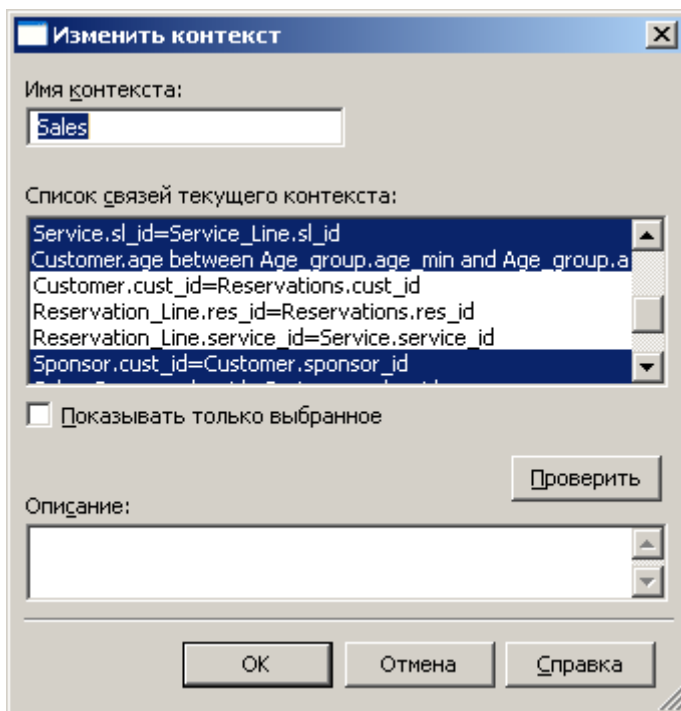 Изменить контекст
Имя контекста:
Sales
Список связей текущего контекста:
Service.sl_id=Service_Line.sl_id
Customer.age between Age_group.age_min and Age_group.a
Customer.cust_id=Reservations.cust_id
Reservation_Line.res_id=Reservations.res_id
Reservation_Line.service_id=Service.service_id
Sponsor.cust_id=Customer.sponsor_id
Показывать только выбранное
Проверить
Описание:
OK
Отмена
Справка